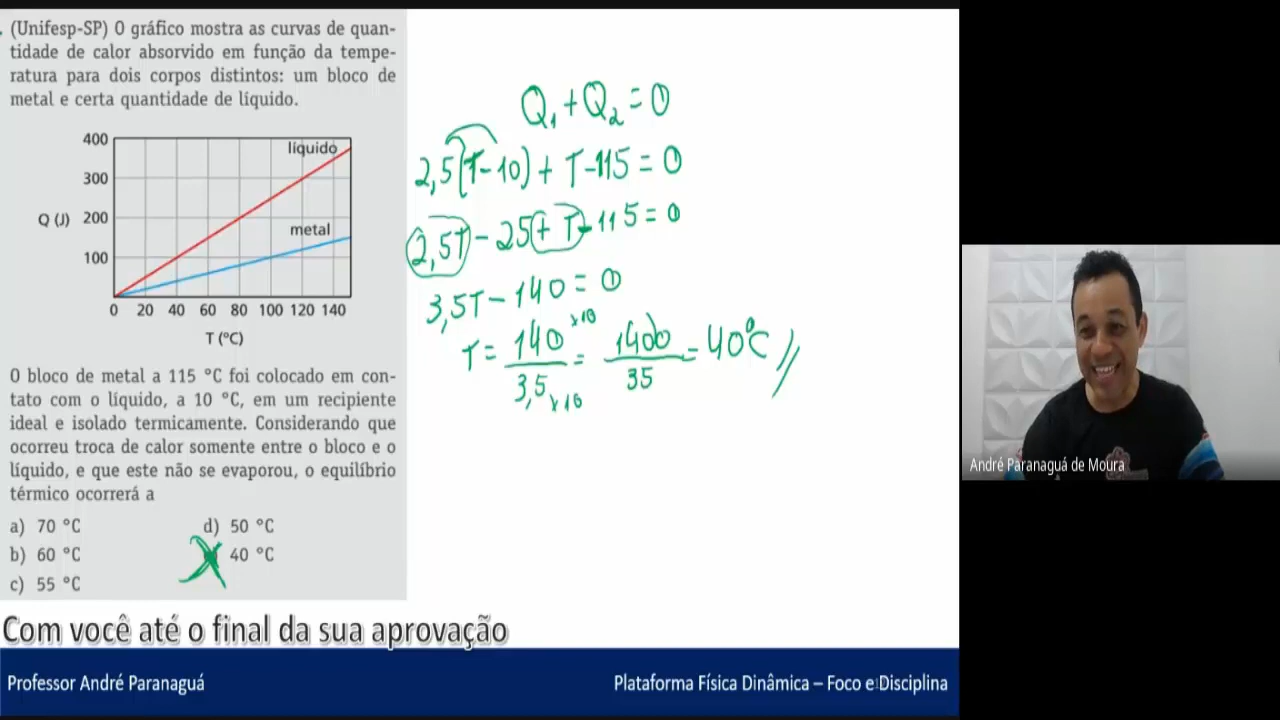 (Unifesp-SP) O gráfico mostra as curvas de quan-
tidade de calor absorvido em função da tempe-
ratura para dois corpos distintos: um bloco de
metal e certa quantidade de líquido.
400
300
200
100
Q (J)
líquido
metal
0 20 40 60 80 100 120 140
T (°C)
O bloco de metal a 115 °C foi colocado em con-
tato com o líquido, a 10 °C, em um recipiente
ideal e isolado termicamente. Considerando que
ocorreu troca de calor somente entre o bloco e o
líquido, e que este não se evaporou, o equilíbrio
térmico ocorrerá a
a) 70 °C
d) 50 °C
b) 60 °C
40 °C
c) 55 °C
Q₁ + Q₂ = 0
2,5(T - 10) + T - 115 = 0
2,5T - 25 + T - 115 = 0
3,5T - 140 = 0
T = 140 ×10 / 3,5 ×10 = 1400 / 35 = 40°C //
Com você até o final da sua aprovação
Professor André Paranaguá
Plataforma Física Dinâmica – Foco e Disciplina
André Paranaguá de Moura